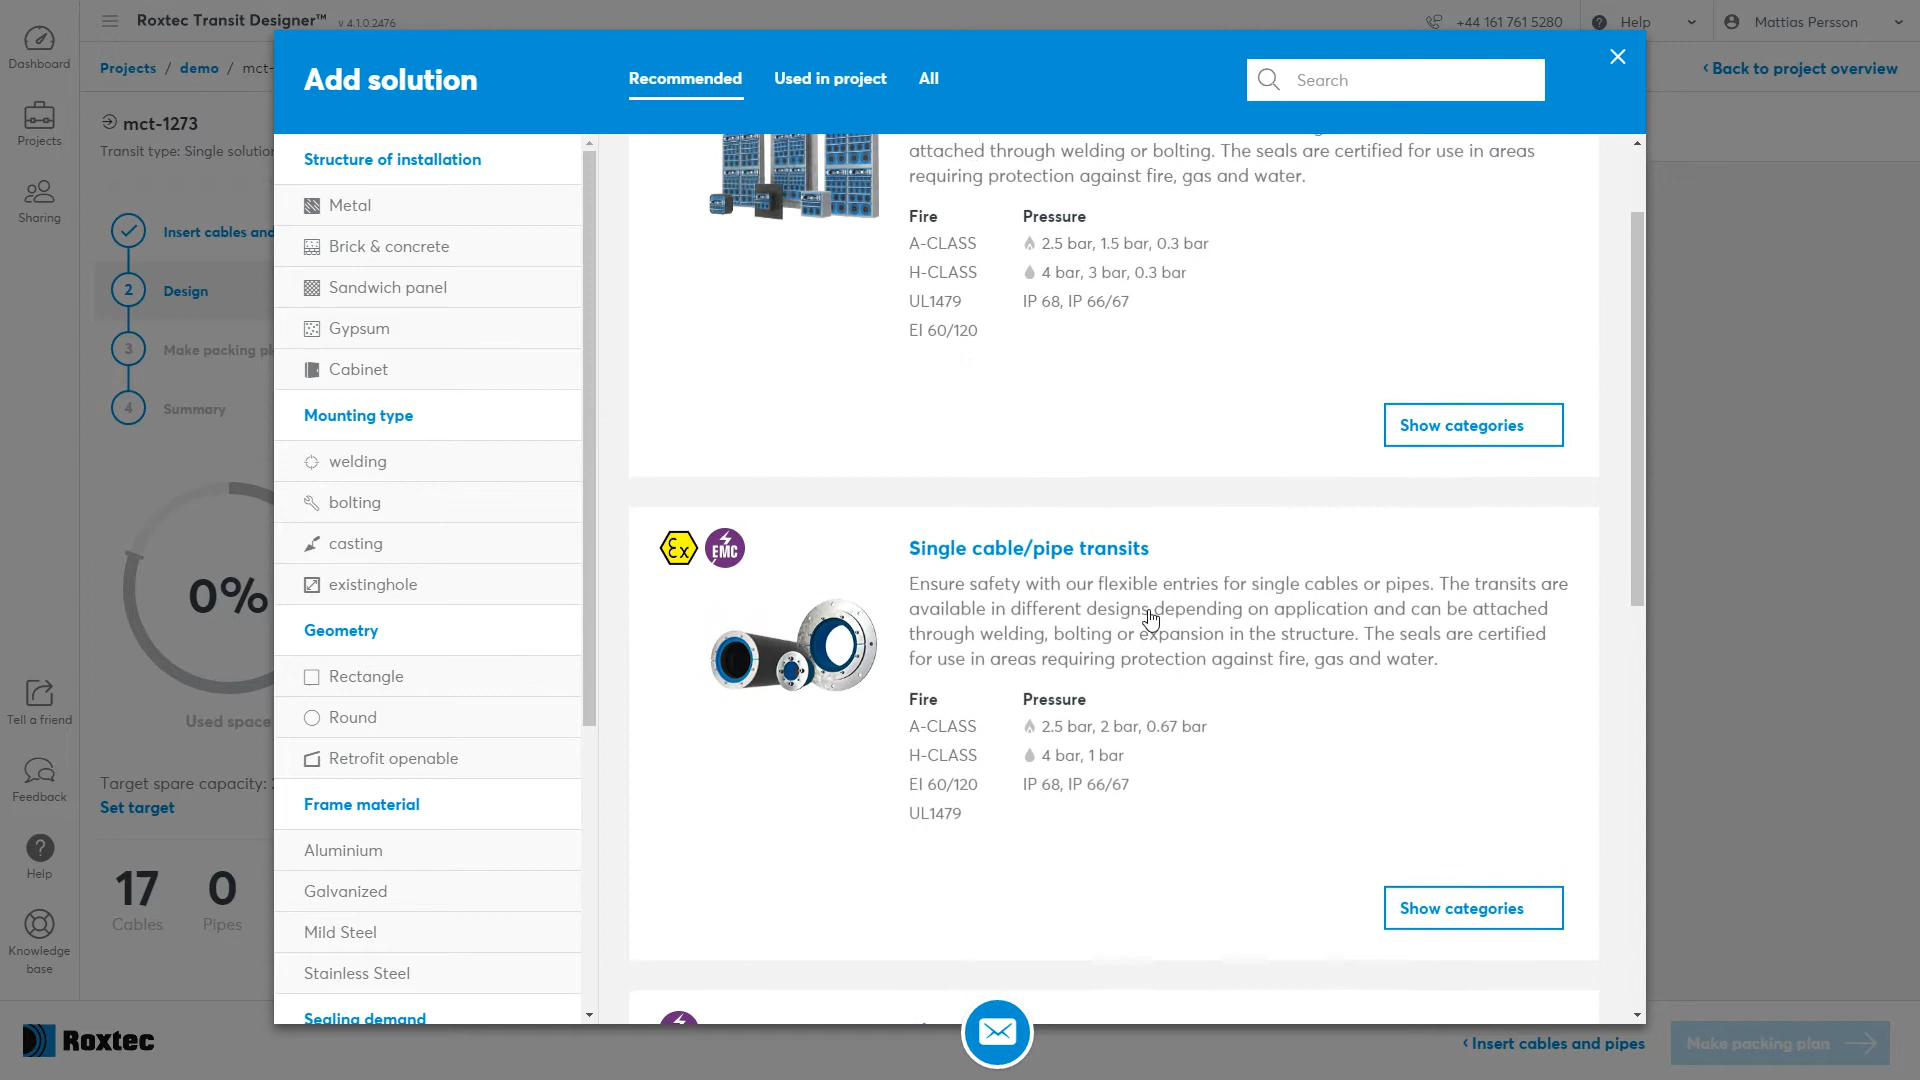 Roxtec Transit Designer™ v 4.1.0.2476
+44 161 761 5280
Help
Mattias Persson
Dashboard
Projects / demo / mct-
‹ Back to project overview
Add solution
Recommended
Used in project
All
Search
Projects
mct-1273
Transit type: Single solution
Sharing
Insert cables and
2 Design
3 Make packing pl
4 Summary
0%
Used space
Target spare capacity:
Set target
17
Cables
0
Pipes
Tell a friend
Feedback
Help
Knowledge
base
Roxtec
Structure of installation
Metal
Brick & concrete
Sandwich panel
Gypsum
Cabinet
Mounting type
welding
bolting
casting
existinghole
Geometry
Rectangle
Round
Retrofit openable
Frame material
Aluminium
Galvanized
Mild Steel
Stainless Steel
Sealing demand
attached through welding or bolting. The seals are certified for use in areas
requiring protection against fire, gas and water.
Fire Pressure
A-CLASS 2.5 bar, 1.5 bar, 0.3 bar
H-CLASS 4 bar, 3 bar, 0.3 bar
UL1479 IP 68, IP 66/67
EI 60/120
Show categories
Ex EMC
Single cable/pipe transits
Ensure safety with our flexible entries for single cables or pipes. The transits are
available in different designs depending on application and can be attached
through welding, bolting or expansion in the structure. The seals are certified
for use in areas requiring protection against fire, gas and water.
Fire Pressure
A-CLASS 2.5 bar, 2 bar, 0.67 bar
H-CLASS 4 bar, 1 bar
EI 60/120 IP 68, IP 66/67
UL1479
Show categories
‹ Insert cables and pipes
Make packing plan